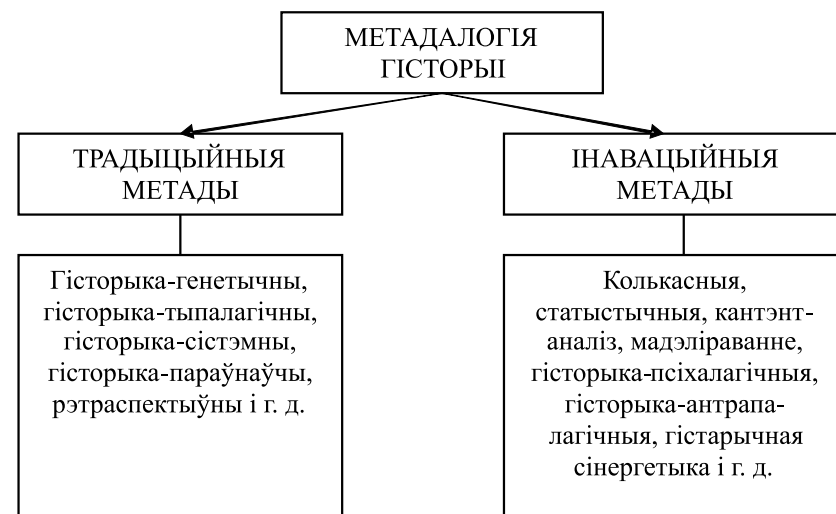 МЕТАДАЛОГІЯ
ГІСТОРЫІ
ТРАДЫЦЫЙНЫЯ
МЕТАДЫ
ІНАВАЦЫЙНЫЯ
МЕТАДЫ
Гісторыка-генетычны,
гісторыка-тыпалагічны,
гісторыка-сістэмны,
гісторыка-параўнаўчы,
рэтраспектыўны і г. д.
Колькасныя,
статыстычныя, кантэнт-
аналіз, мадэліраванне,
гісторыка-псіхалагічныя,
гісторыка-антрапа-
лагічныя, гістарычная
сінергетыка і г. д.